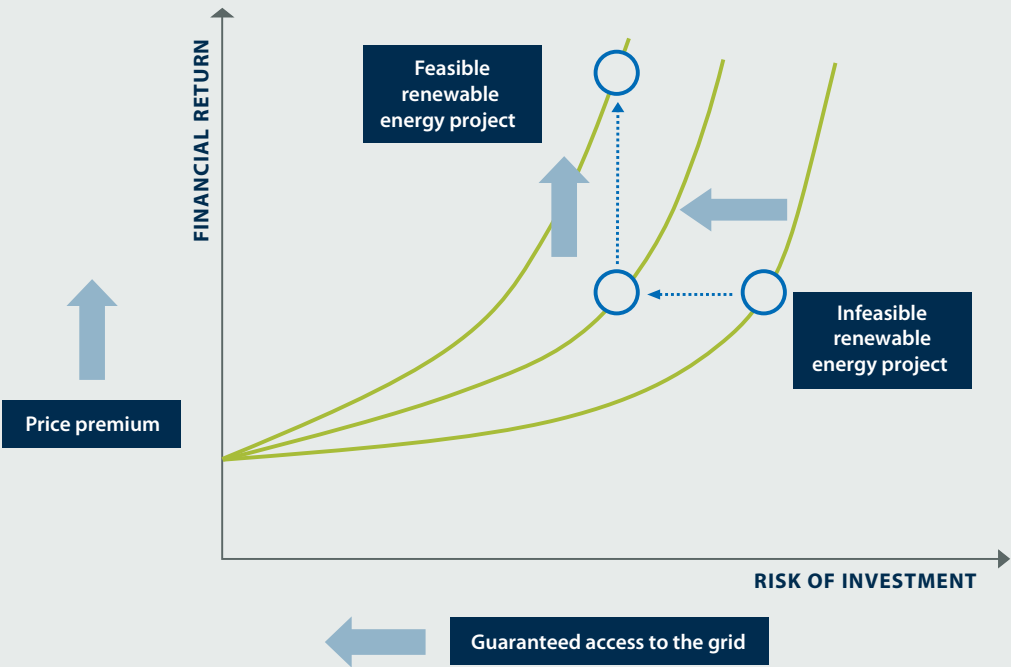 FINANCIAL RETURN
Feasible
renewable
energy project
Infeasible
renewable
energy project
Price premium
RISK OF INVESTMENT
Guaranteed access to the grid